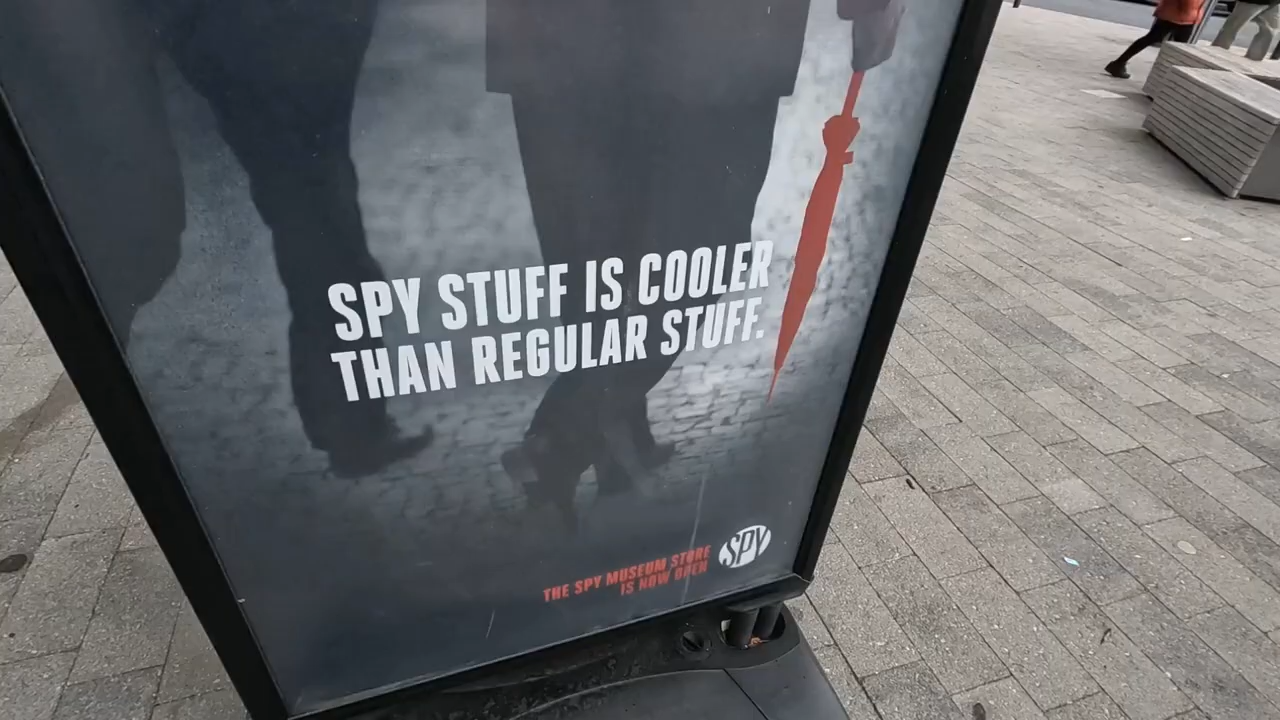 SPY STUFF IS COOLER
THAN REGULAR STUFF.
THE SPY MUSEUM STORE
IS NOW OPEN
SPY